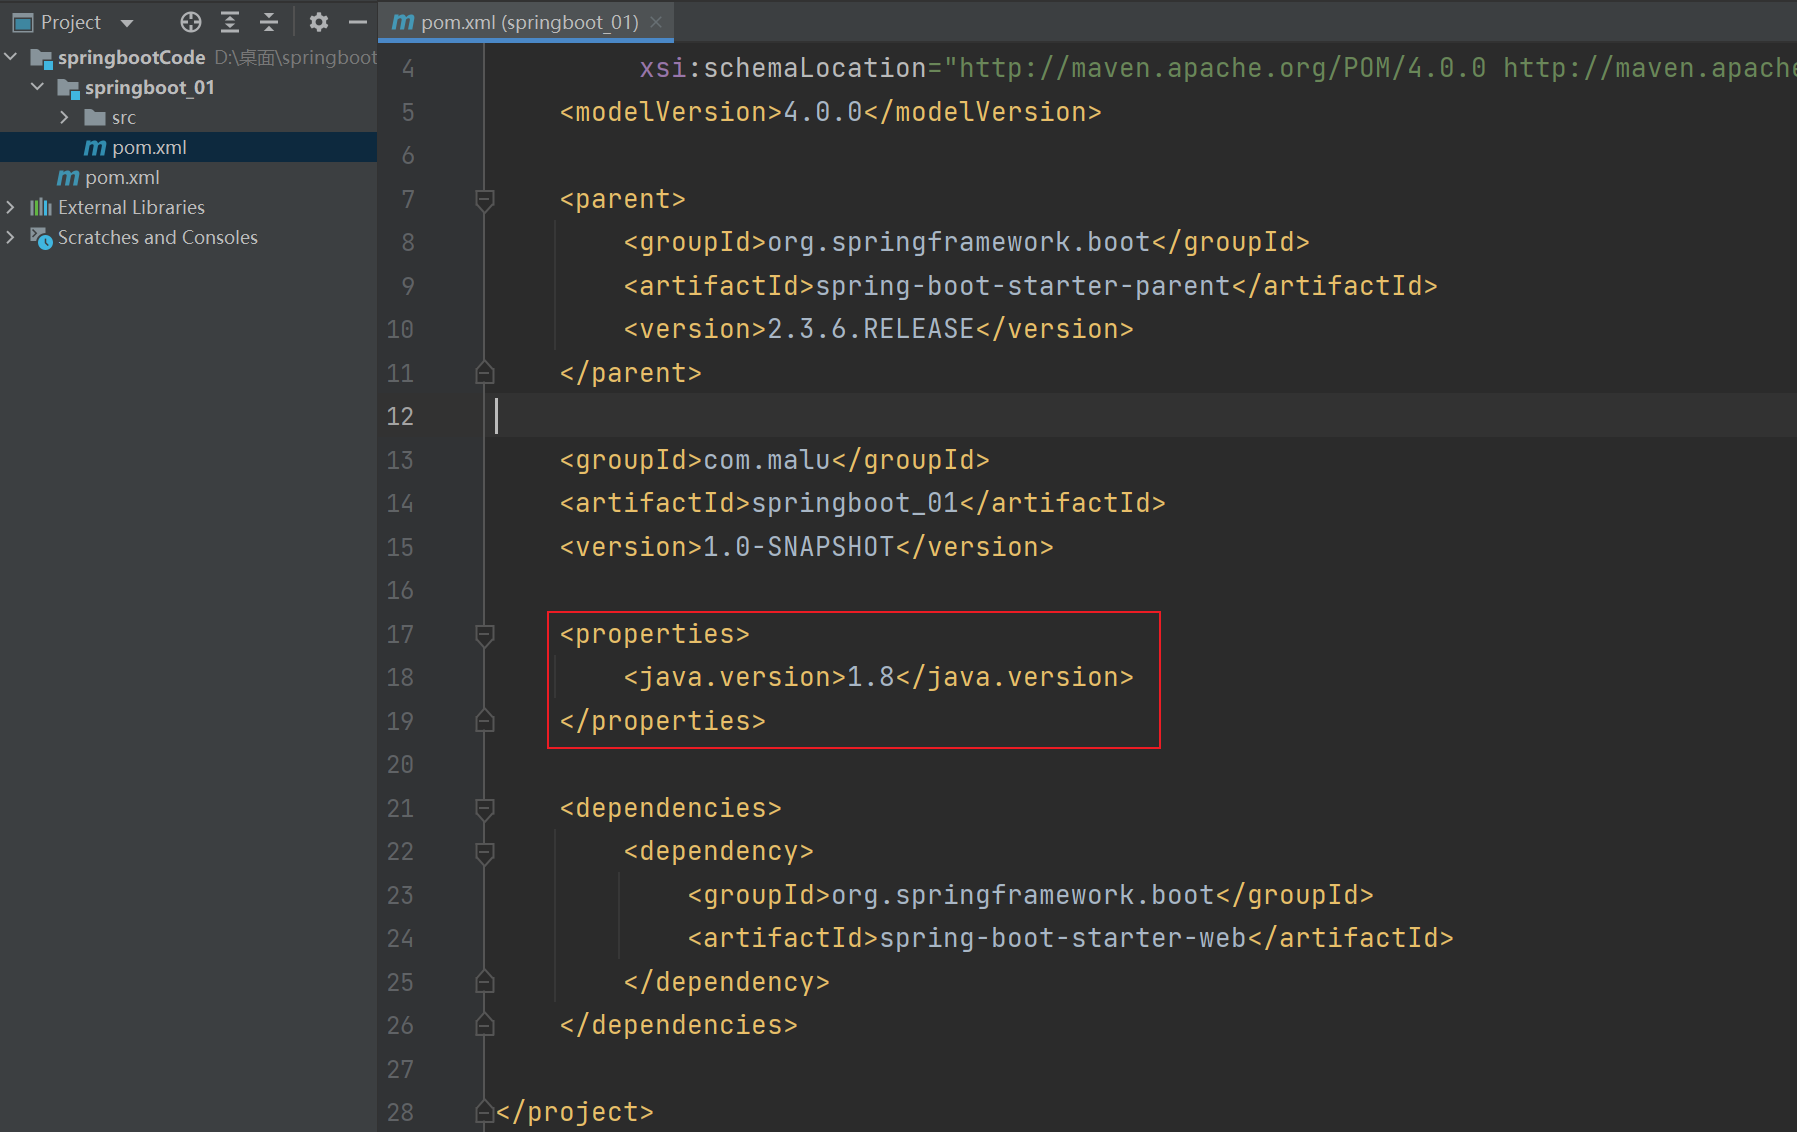 Project
springbootCode D:\桌面\springboot
springboot_01
src
pom.xml
pom.xml
External Libraries
Scratches and Consoles
pom.xml (springboot_01)
4 xsi:schemaLocation="http://maven.apache.org/POM/4.0.0 http://maven.apache
5 <modelVersion>4.0.0</modelVersion>
6
7 <parent>
8 <groupId>org.springframework.boot</groupId>
9 <artifactId>spring-boot-starter-parent</artifactId>
10 <version>2.3.6.RELEASE</version>
11 </parent>
12
13 <groupId>com.malu</groupId>
14 <artifactId>springboot_01</artifactId>
15 <version>1.0-SNAPSHOT</version>
16
17 <properties>
18 <java.version>1.8</java.version>
19 </properties>
20
21 <dependencies>
22 <dependency>
23 <groupId>org.springframework.boot</groupId>
24 <artifactId>spring-boot-starter-web</artifactId>
25 </dependency>
26 </dependencies>
27
28 </project>